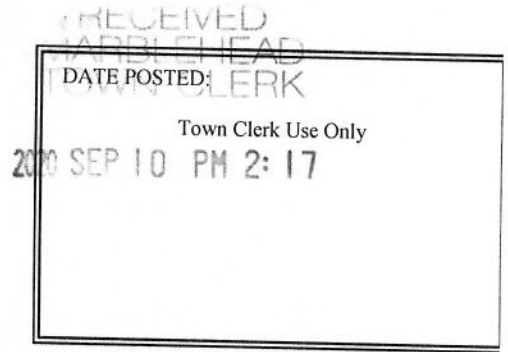 RECEIVED
MARBLEHEAD
TOWN CLERK
DATE POSTED:
Town Clerk Use Only
2020 SEP 10 PM 2:17